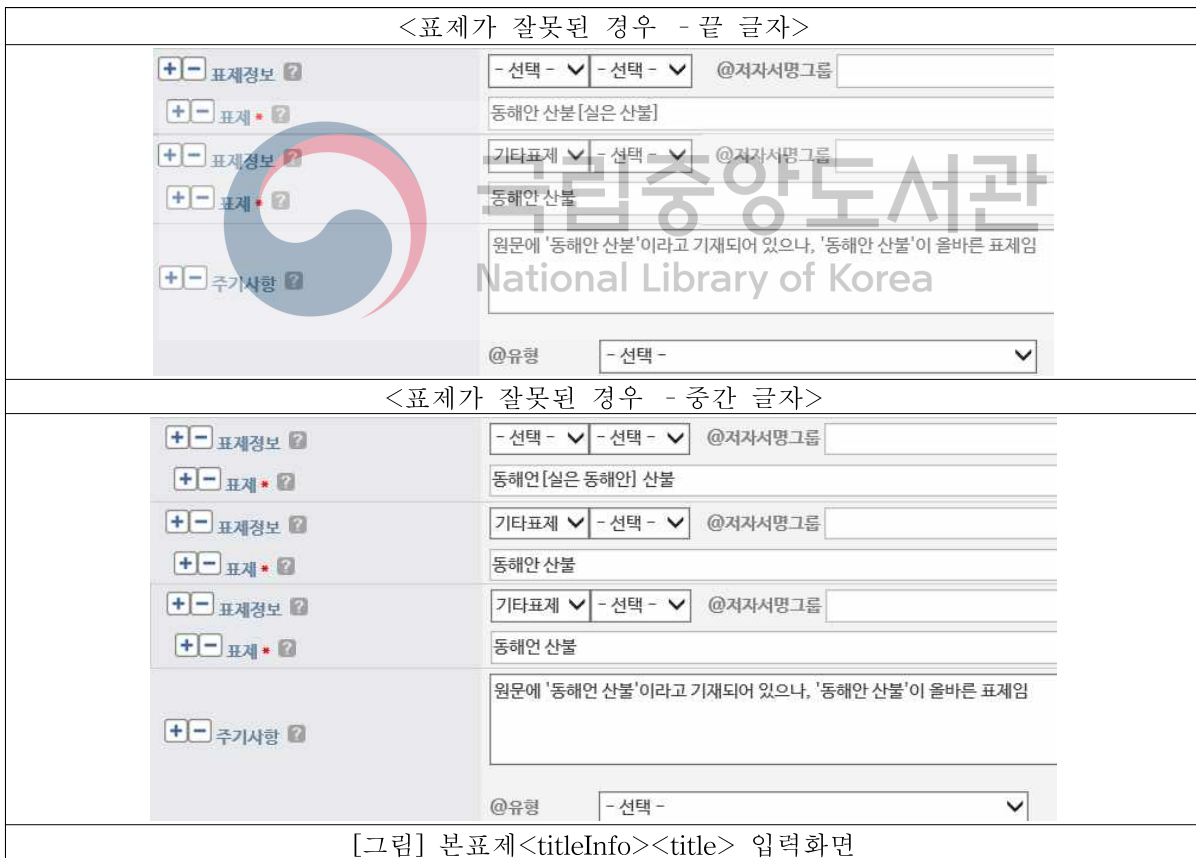 <표제가 잘못된 경우 - 끝 글자>
표제정보 - 선택 - - 선택 - @저자서명그룹
표제 * 동해안 산붇[실은 산불]
표제정보 기타표제 - 선택 - @저자서명그룹
표제 * 동해안 산불
주기사항 원문에 '동해안 산붇'이라고 기재되어 있으나, '동해안 산불'이 올바른 표제임
국립중앙도서관
National Library of Korea
@유형 - 선택 -
<표제가 잘못된 경우 - 중간 글자>
표제정보 - 선택 - - 선택 - @저자서명그룹
표제 * 동해언[실은 동해안] 산불
표제정보 기타표제 - 선택 - @저자서명그룹
표제 * 동해안 산불
표제정보 기타표제 - 선택 - @저자서명그룹
표제 * 동해언 산불
주기사항 원문에 '동해언 산불'이라고 기재되어 있으나, '동해안 산불'이 올바른 표제임
@유형 - 선택 -
[그림] 본표제<titleInfo><title> 입력화면